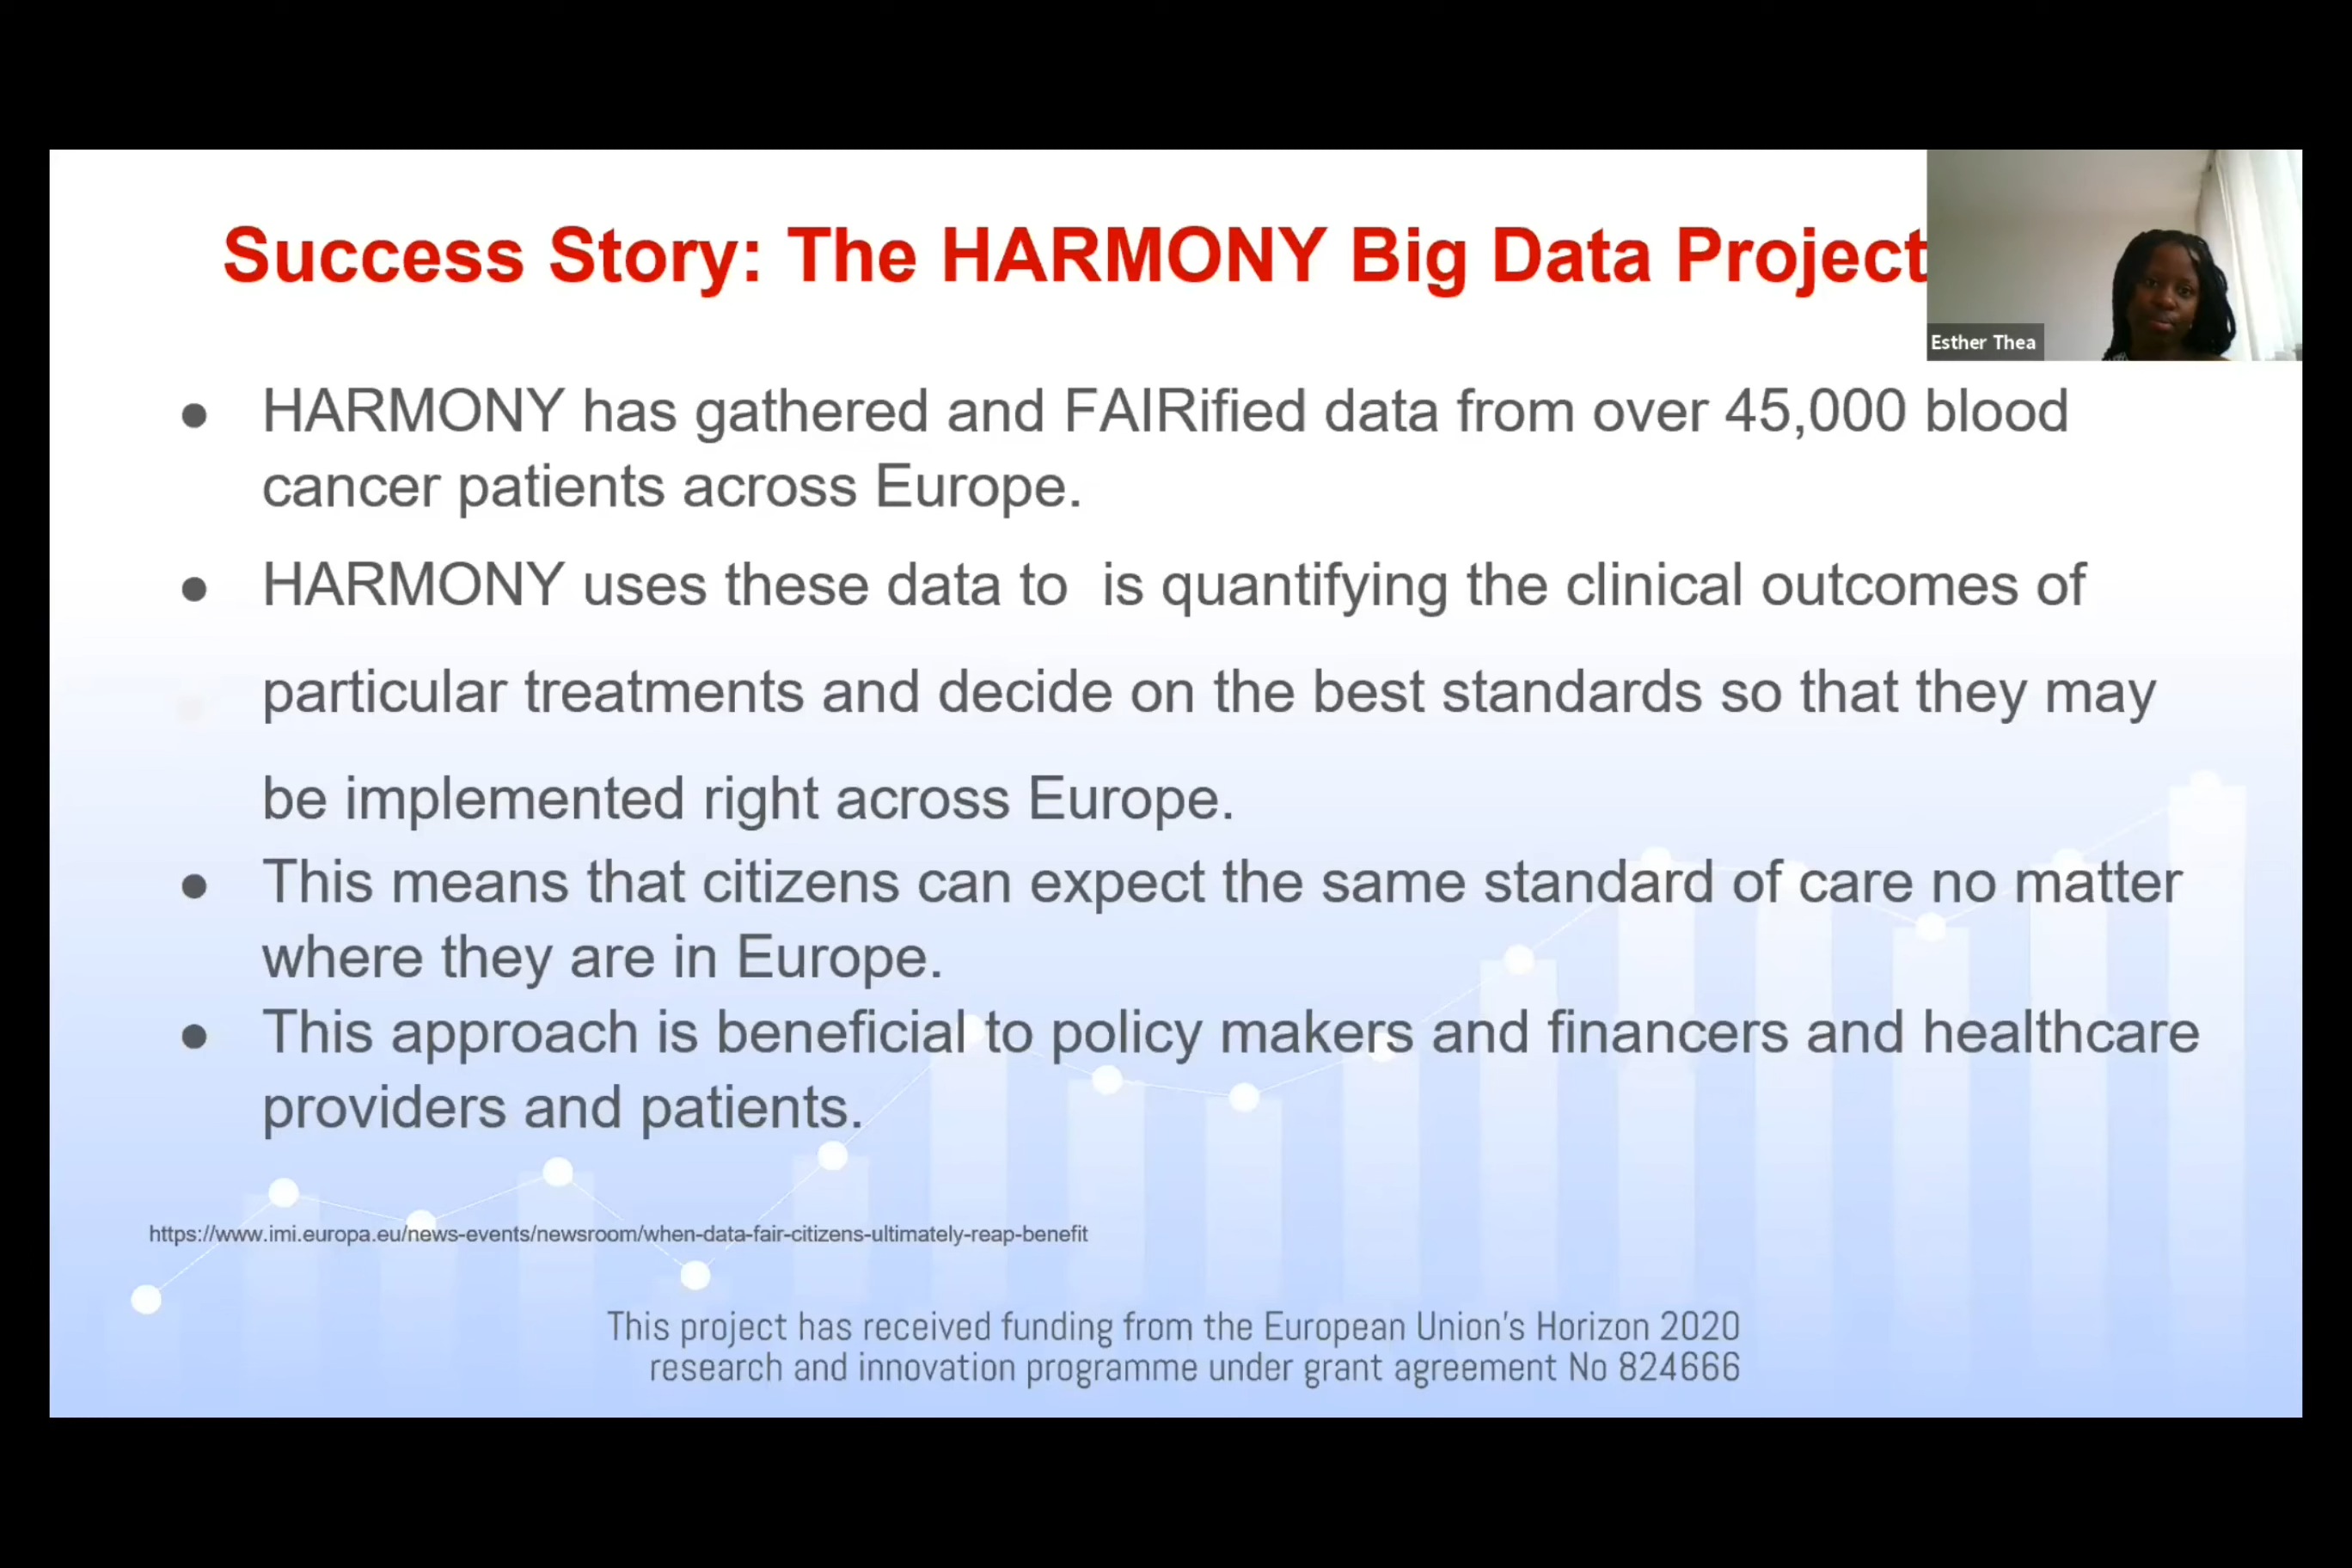 Success Story: The HARMONY Big Data Project
Esther Thea
● HARMONY has gathered and FAIRified data from over 45,000 blood
cancer patients across Europe.
● HARMONY uses these data to  is quantifying the clinical outcomes of
particular treatments and decide on the best standards so that they may
be implemented right across Europe.
● This means that citizens can expect the same standard of care no matter
where they are in Europe.
● This approach is beneficial to policy makers and financers and healthcare
providers and patients.
https://www.imi.europa.eu/news-events/newsroom/when-data-fair-citizens-ultimately-reap-benefit
This project has received funding from the European Union's Horizon 2020
research and innovation programme under grant agreement No 824666